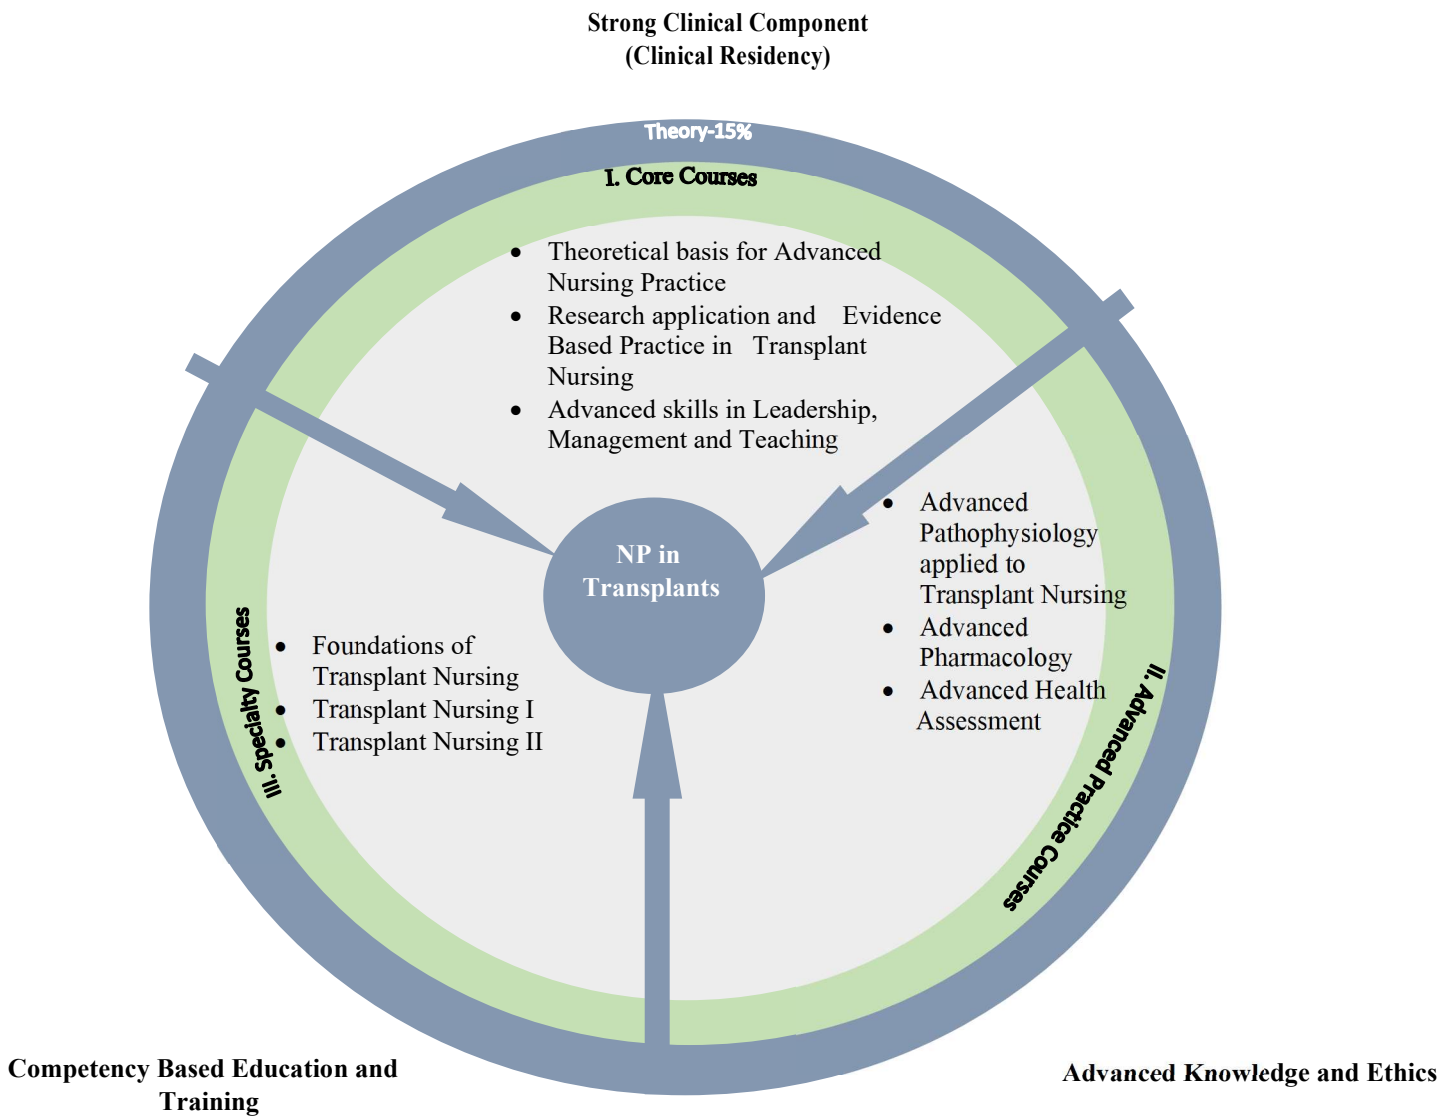 Strong Clinical Component
(Clinical Residency)
Theory-15%
I. Core Courses
• Theoretical basis for Advanced
Nursing Practice
• Research application and Evidence
Based Practice in Transplant
Nursing
• Advanced skills in Leadership,
Management and Teaching
NP in
Transplants
• Advanced
Pathophysiology
applied to
Transplant Nursing
• Advanced
Pharmacology
• Advanced Health
Assessment
II. Advanced Practice Courses
III. Specialty Courses
• Foundations of
Transplant Nursing
• Transplant Nursing I
• Transplant Nursing II
Competency Based Education and
Training
Advanced Knowledge and Ethics